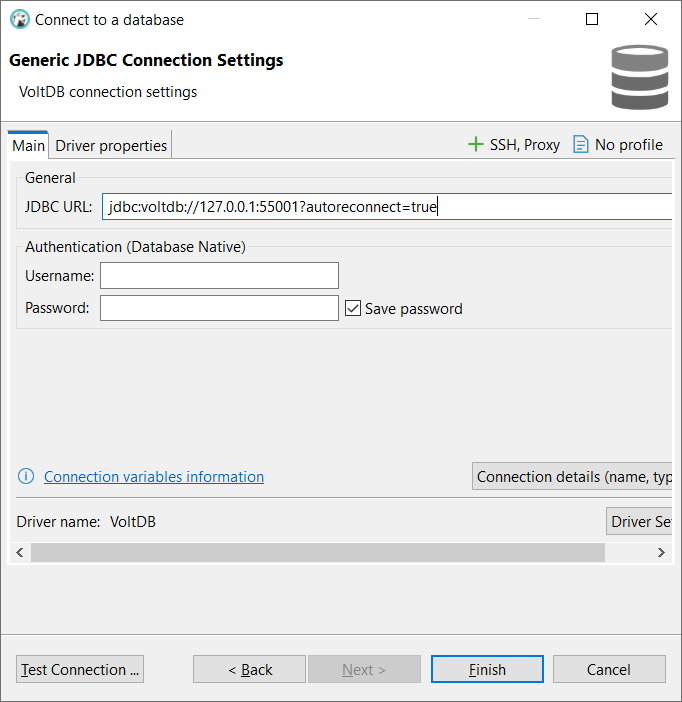 Connect to a database
Generic JDBC Connection Settings
VoltDB connection settings
Main Driver properties SSH, Proxy No profile
General
JDBC URL: jdbc:voltdb://127.0.0.1:55001?autoreconnect=true
Authentication (Database Native)
Username:
Password: Save password
Connection variables information Connection details (name, typ
Driver name: VoltDB Driver Se
Test Connection ... < Back Next > Finish Cancel